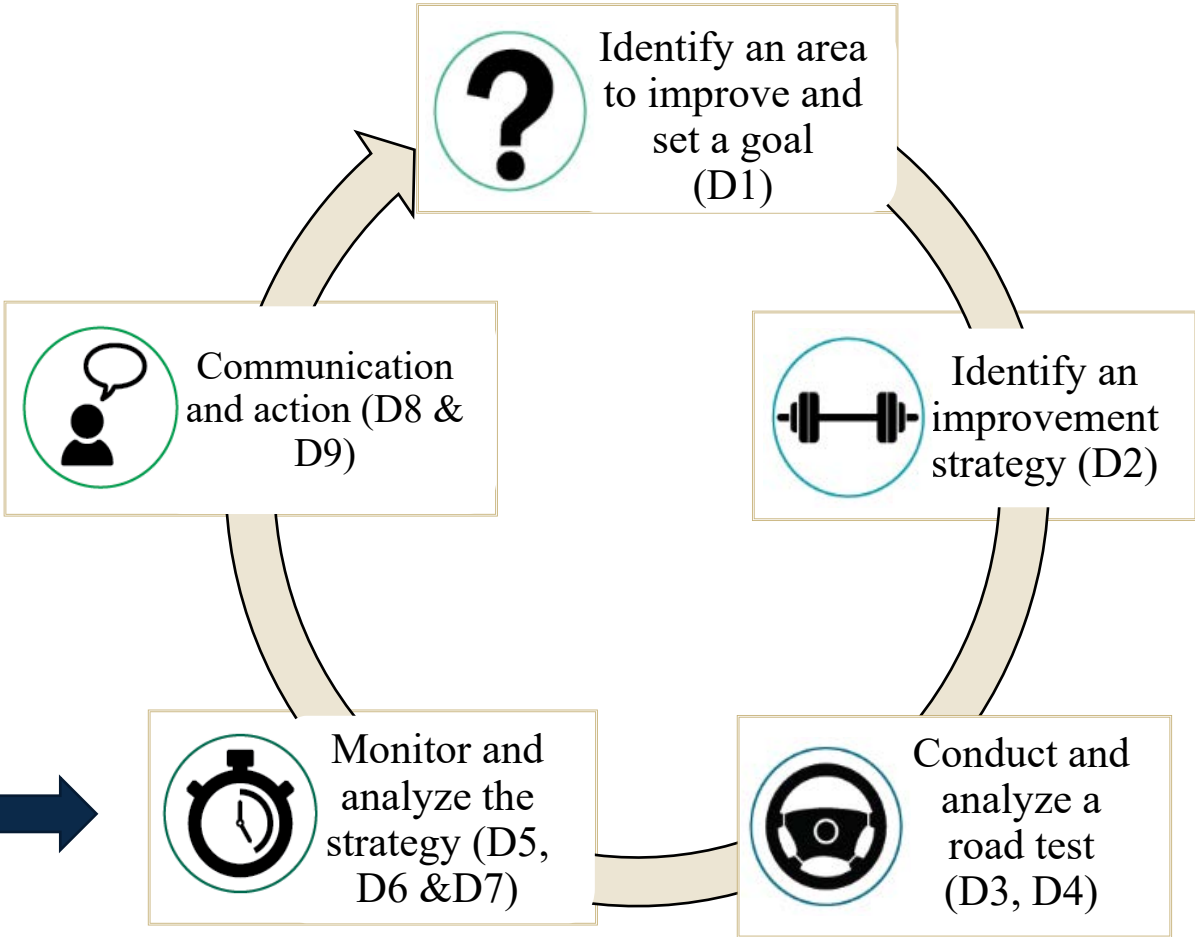 Identify an area
to improve and
set a goal
(D1)
Identify an
improvement
strategy (D2)
Conduct and
analyze a
road test
(D3, D4)
Monitor and
analyze the
strategy (D5,
D6 &D7)
Communication
and action (D8 &
D9)